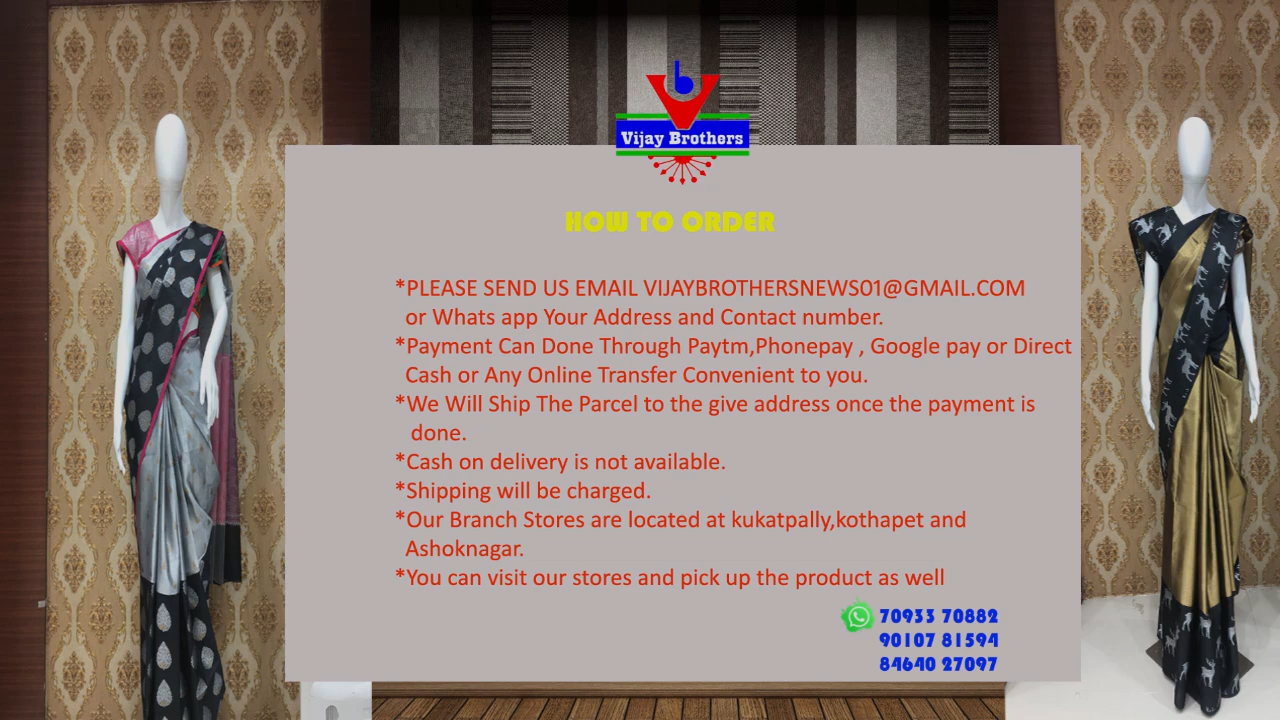 b
Vijay Brothers
HOW TO ORDER
*PLEASE SEND US EMAIL VIJAYBROTHERSNEWS01@GMAIL.COM
or Whats app Your Address and Contact number.
*Payment Can Done Through Paytm,Phonepay , Google pay or Direct
Cash or Any Online Transfer Convenient to you.
*We Will Ship The Parcel to the give address once the payment is
done.
*Cash on delivery is not available.
*Shipping will be charged.
*Our Branch Stores are located at kukatpally,kothapet and
Ashoknagar.
*You can visit our stores and pick up the product as well
70933 70882
90107 81594
84640 27097